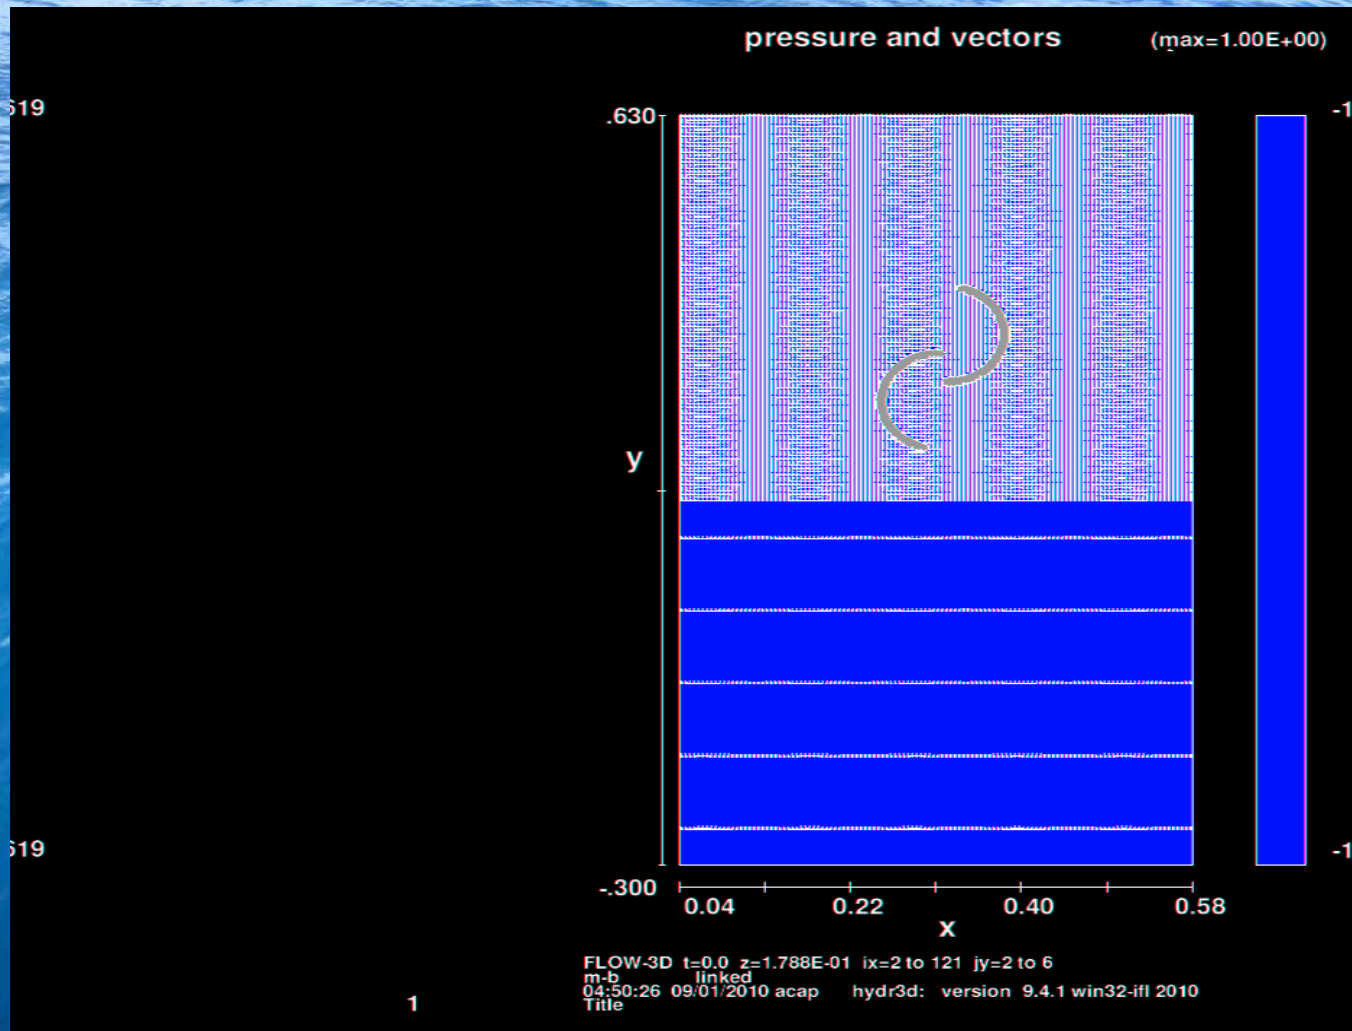 pressure and vectors (max=1.00E+00)
619
.630
-1
y
619
-1
-.300
0.04 0.22 0.40 0.58
x
FLOW-3D t=0.0 z=1.788E-01 ix=2 to 121 jy=2 to 6
m-b linked
04:50:26 09/01/2010 acap hydr3d: version 9.4.1 win32-ifl 2010
1
Title